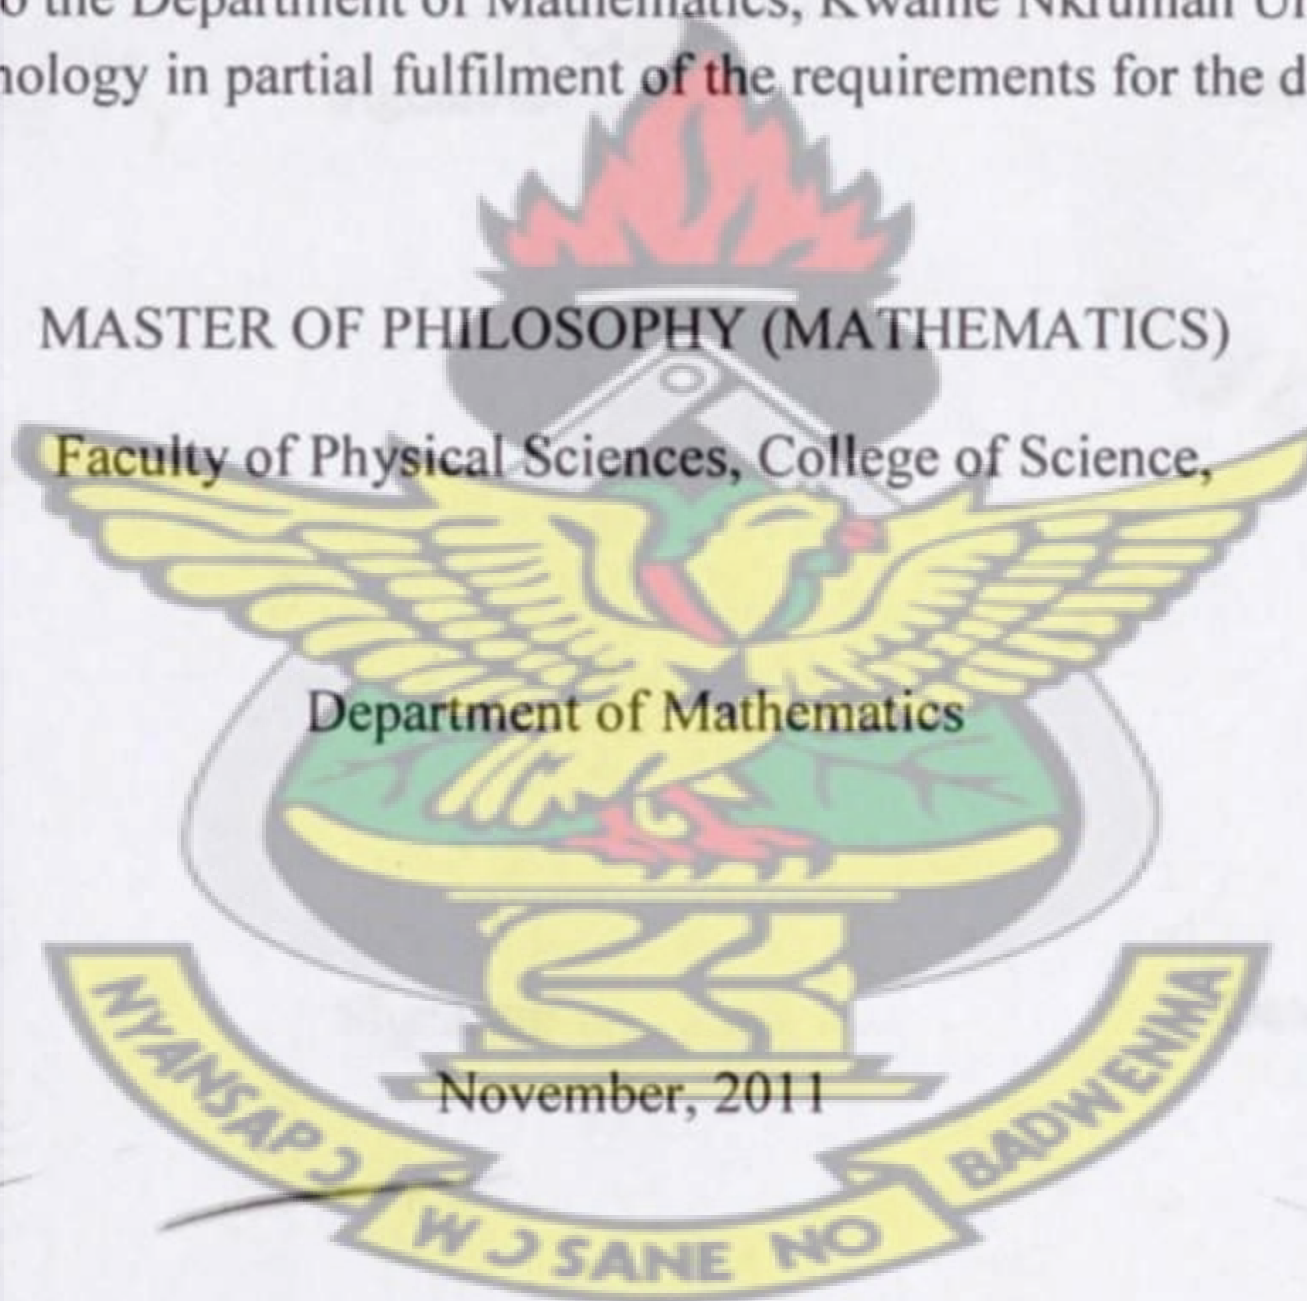 o the Department of Mathematics, Kwame Nkrumah Un
nology in partial fulfilment of the requirements for the d
MASTER OF PHILOSOPHY (MATHEMATICS)
Faculty of Physical Sciences, College of Science,
Department of Mathematics
November, 2011
NYANSAPƆ
WƆSANE NO
BADWENMA